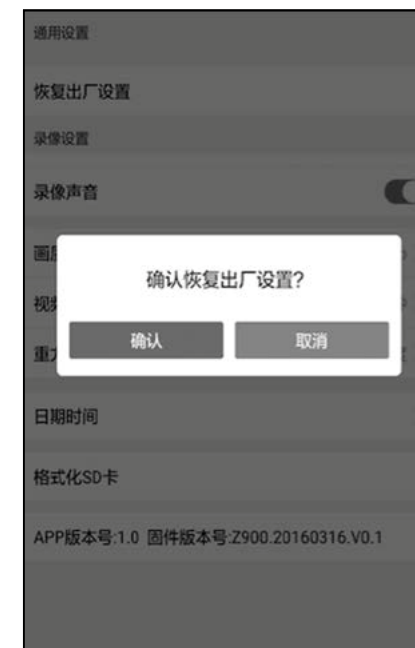 通用设置
恢复出厂设置
录像设置
录像声音
画
确认恢复出厂设置?
视
确认
取消
重
日期时间
格式化SD卡
APP版本号:1.0 固件版本号:Z900.20160316.V0.1